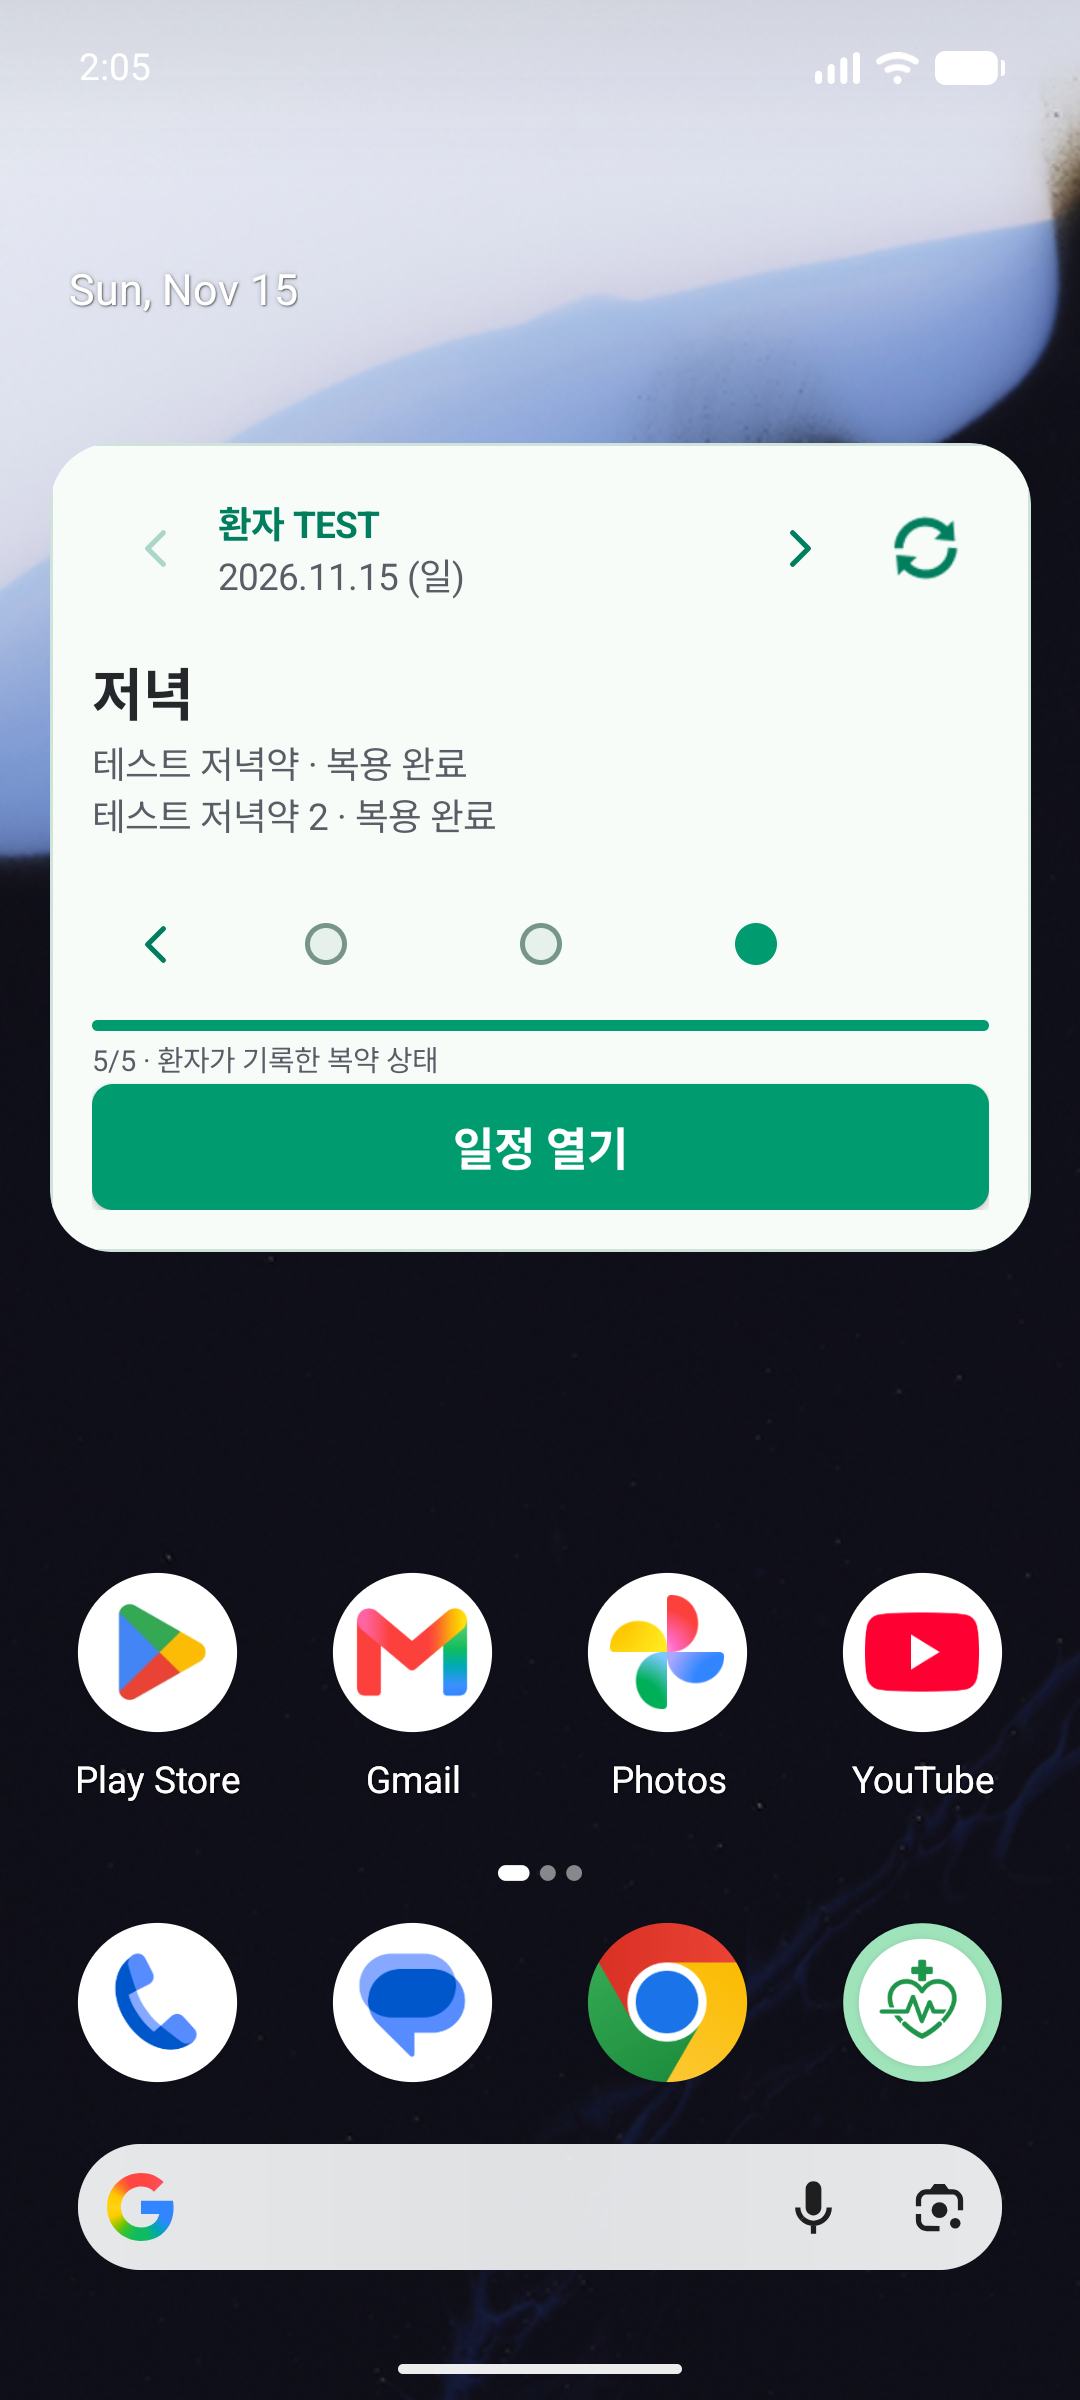 2:05
Sun, Nov 15
환자 TEST
2026.11.15 (일)
저녁
테스트 저녁약 · 복용 완료
테스트 저녁약 2 · 복용 완료
5/5 · 환자가 기록한 복약 상태
일정 열기
Play Store
Gmail
Photos
YouTube